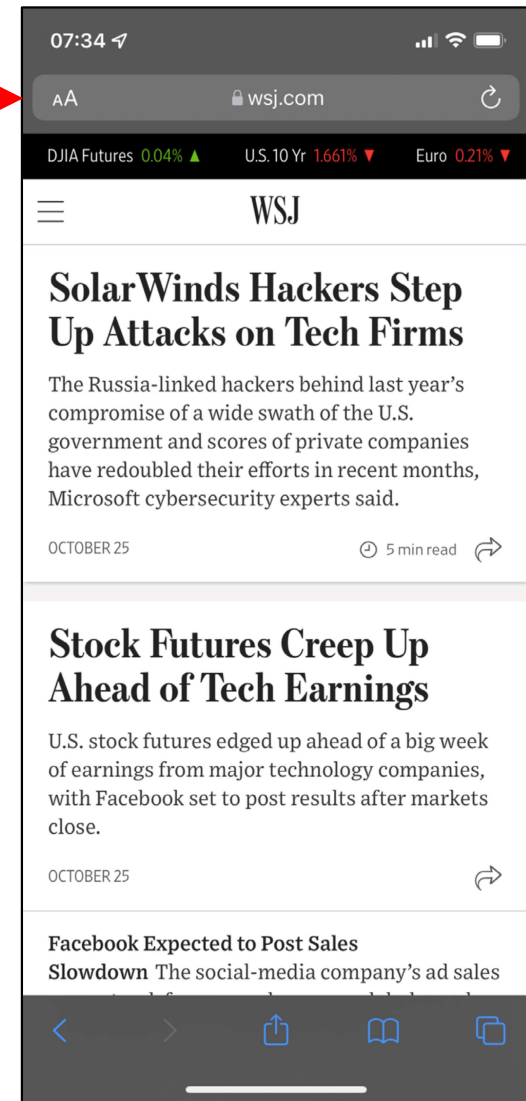 07:34
AA wsj.com
DJIA Futures 0.04% ▲ U.S. 10 Yr 1.661% ▼ Euro 0.21% ▼
WSJ
SolarWinds Hackers Step
Up Attacks on Tech Firms
The Russia-linked hackers behind last year’s
compromise of a wide swath of the U.S.
government and scores of private companies
have redoubled their efforts in recent months,
Microsoft cybersecurity experts said.
OCTOBER 25 5 min read
Stock Futures Creep Up
Ahead of Tech Earnings
U.S. stock futures edged up ahead of a big week
of earnings from major technology companies,
with Facebook set to post results after markets
close.
OCTOBER 25
Facebook Expected to Post Sales
Slowdown The social-media company’s ad sales